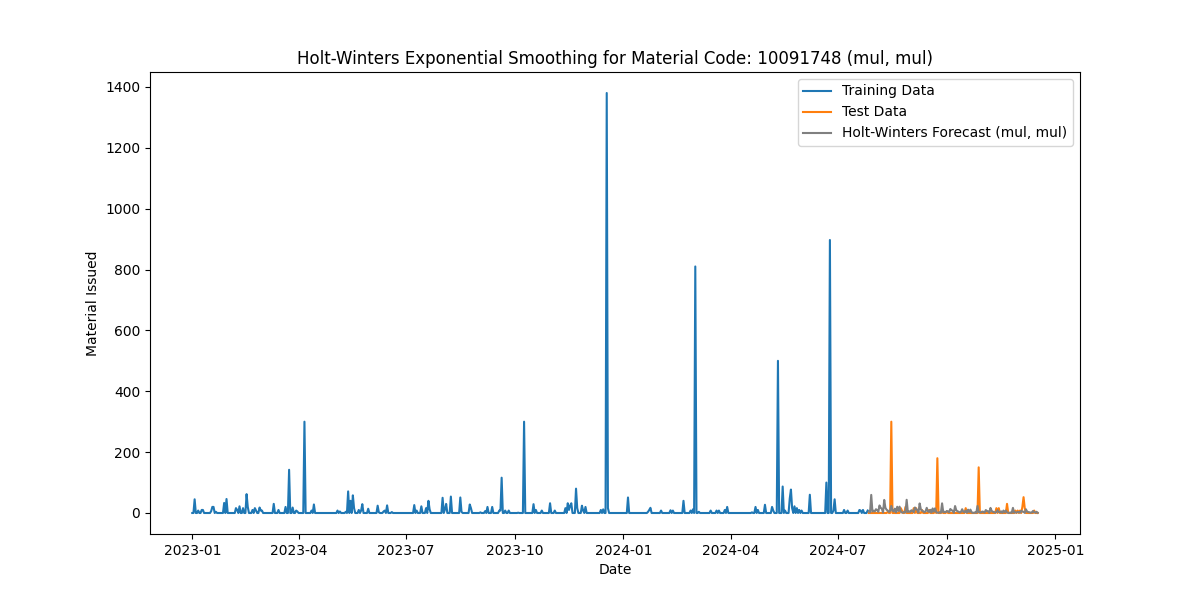 Holt-Winters Exponential Smoothing for Material Code: 10091748 (mul, mul)
Training Data
Test Data
Holt-Winters Forecast (mul, mul)
Material Issued
1400
1200
1000
800
600
400
200
0
2023-01 2023-04 2023-07 2023-10 2024-01 2024-04 2024-07 2024-10 2025-01
Date